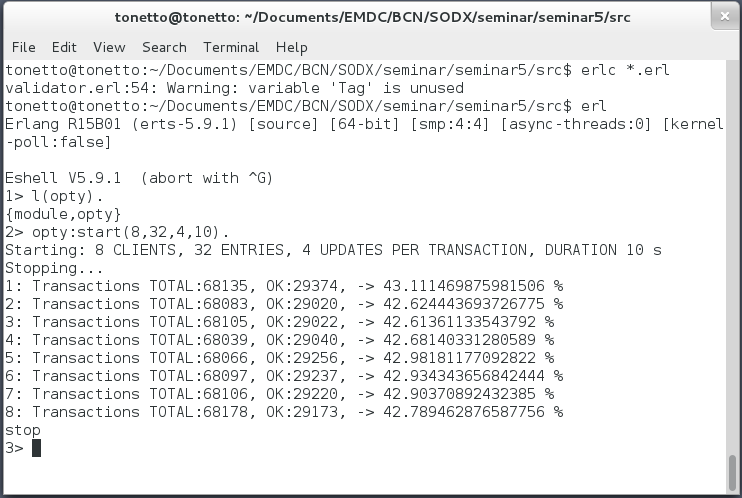 tonetto@tonetto: ~/Documents/EMDC/BCN/SODX/seminar/seminar5/src
File Edit View Search Terminal Help
tonetto@tonetto:~/Documents/EMDC/BCN/SODX/seminar/seminar5/src$ erlc *.erl
validator.erl:54: Warning: variable 'Tag' is unused
tonetto@tonetto:~/Documents/EMDC/BCN/SODX/seminar/seminar5/src$ erl
Erlang R15B01 (erts-5.9.1) [source] [64-bit] [smp:4:4] [async-threads:0] [kernel
-poll:false]
Eshell V5.9.1  (abort with ^G)
1> l(opty).
{module,opty}
2> opty:start(8,32,4,10).
Starting: 8 CLIENTS, 32 ENTRIES, 4 UPDATES PER TRANSACTION, DURATION 10 s
Stopping...
1: Transactions TOTAL:68135, OK:29374, -> 43.111469875981506 %
2: Transactions TOTAL:68083, OK:29020, -> 42.624443693726775 %
3: Transactions TOTAL:68105, OK:29022, -> 42.61361133543792 %
4: Transactions TOTAL:68039, OK:29040, -> 42.68140331280589 %
5: Transactions TOTAL:68066, OK:29256, -> 42.98181177092822 %
6: Transactions TOTAL:68097, OK:29237, -> 42.934343656842444 %
7: Transactions TOTAL:68106, OK:29220, -> 42.90370892432385 %
8: Transactions TOTAL:68178, OK:29173, -> 42.789462876587756 %
stop
3>